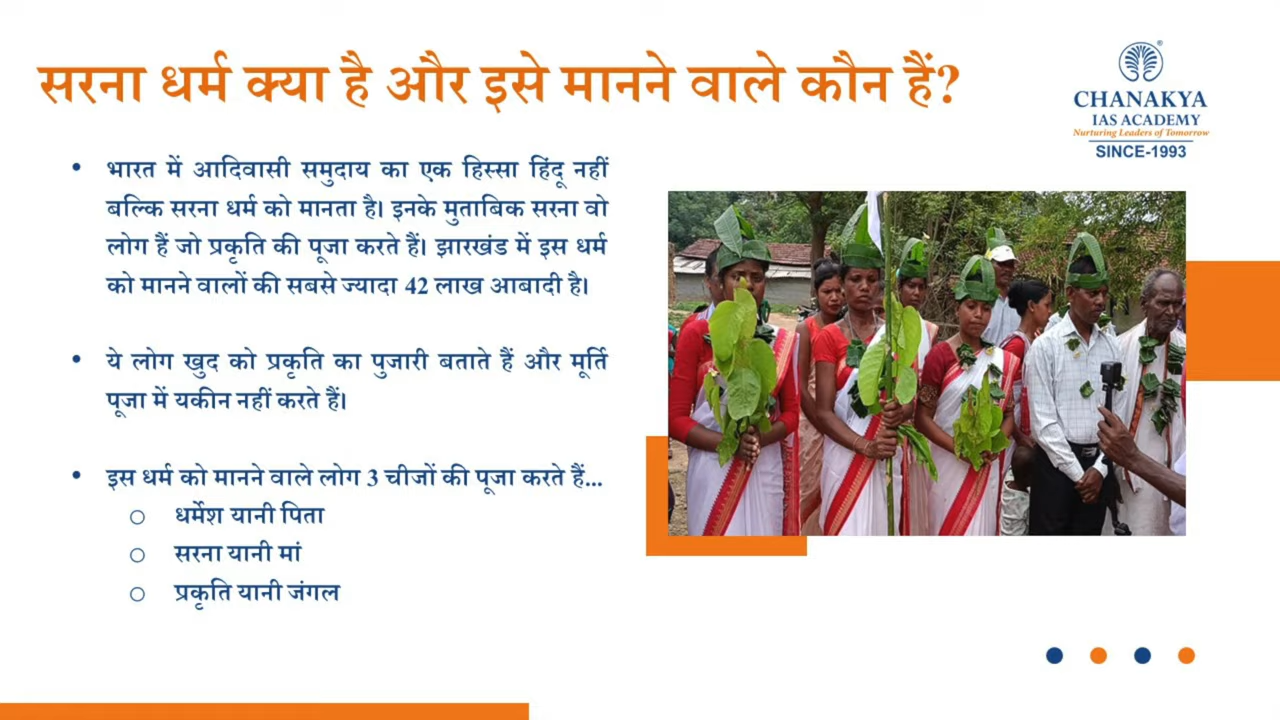 सरना धर्म क्या है और इसे मानने वाले कौन हैं?
CHANAKYA
IAS ACADEMY
Nurturing Leaders of Tomorrow
SINCE-1993
• भारत में आदिवासी समुदाय का एक हिस्सा हिंदू नहीं
बल्कि सरना धर्म को मानता है। इनके मुताबिक सरना वो
लोग हैं जो प्रकृति की पूजा करते हैं। झारखंड में इस धर्म
को मानने वालों की सबसे ज्यादा 42 लाख आबादी है।
• ये लोग खुद को प्रकृति का पुजारी बताते हैं और मूर्ति
पूजा में यकीन नहीं करते हैं।
• इस धर्म को मानने वाले लोग 3 चीजों की पूजा करते हैं...
○ धर्मेश यानी पिता
○ सरना यानी मां
○ प्रकृति यानी जंगल